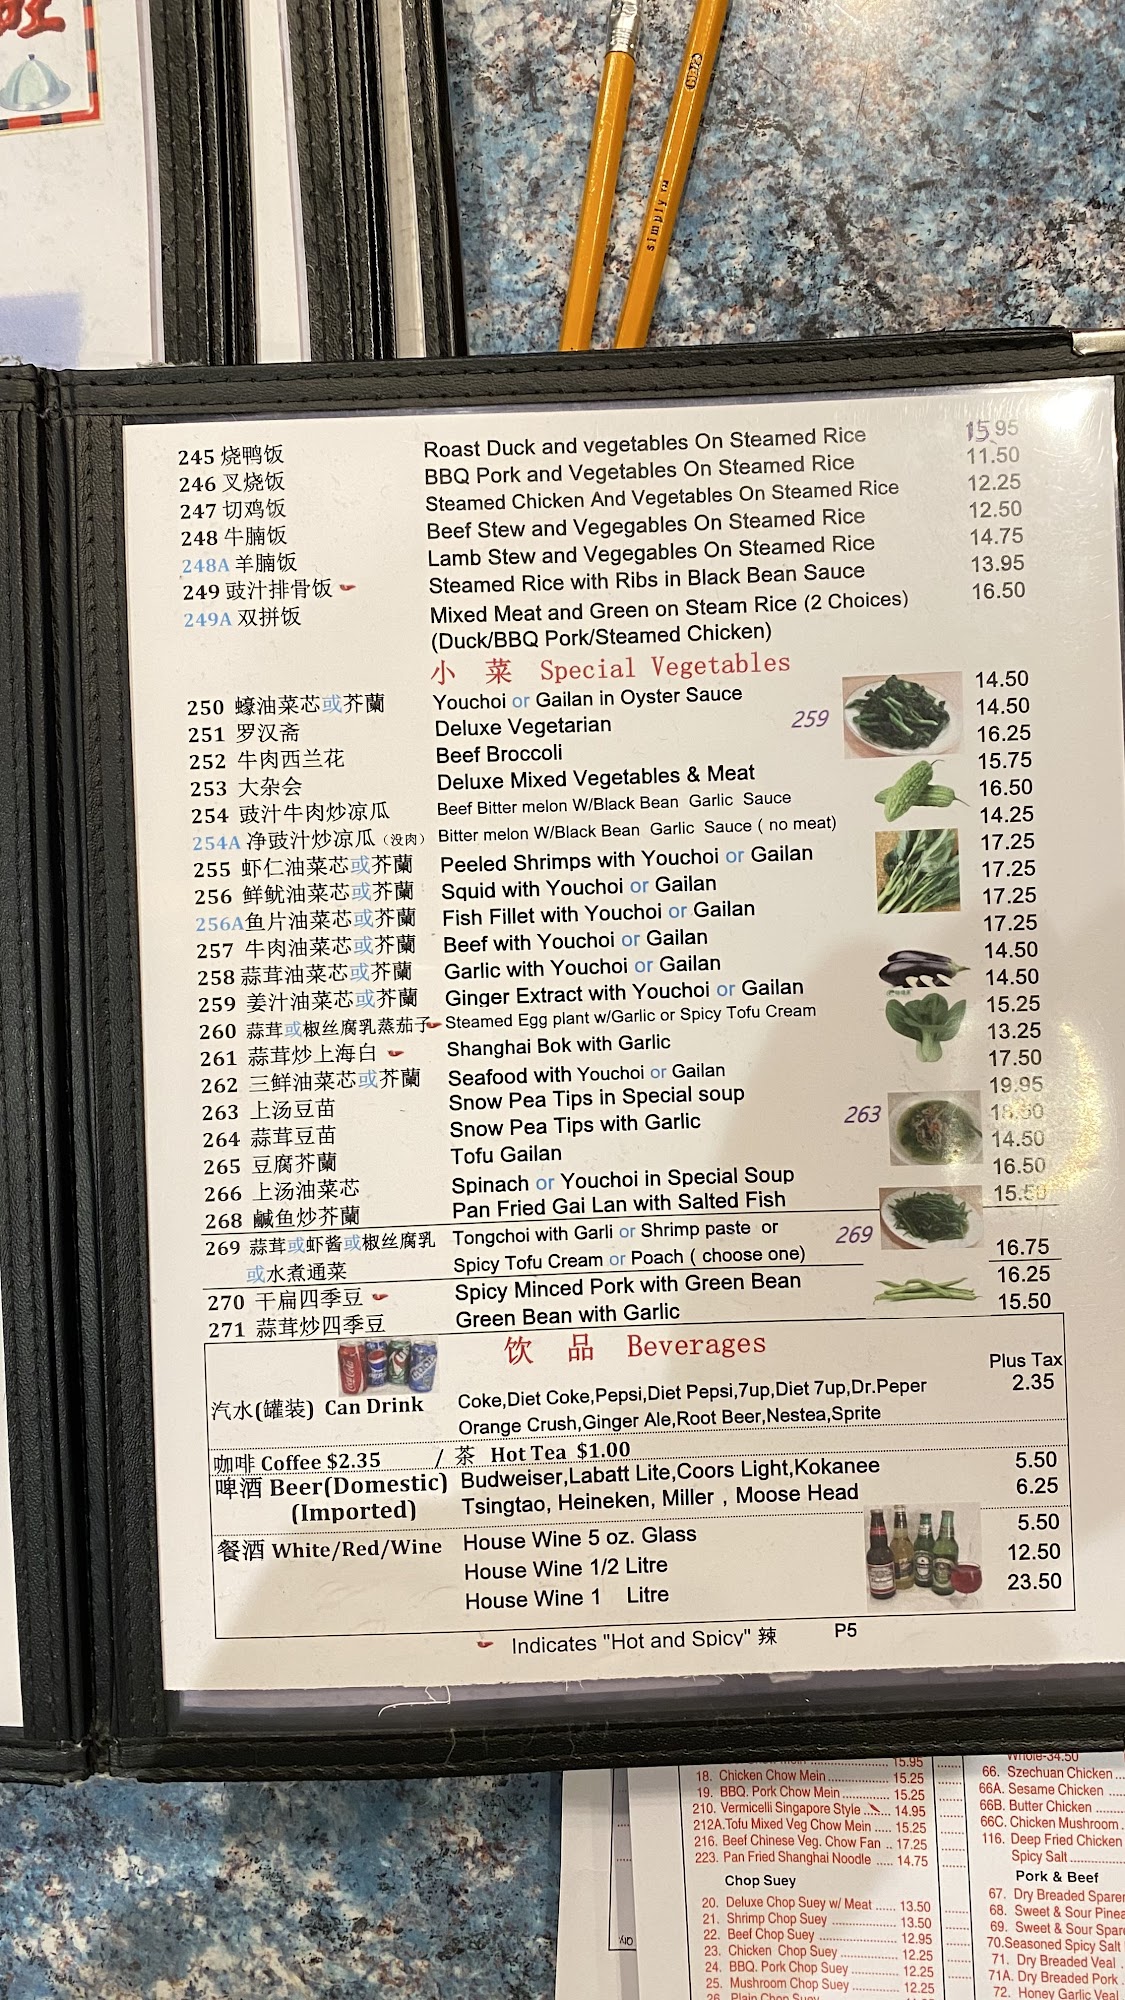 simply
245 烧鸭饭 Roast Duck and vegetables On Steamed Rice 15.95
246 叉烧饭 BBQ Pork and Vegetables On Steamed Rice 11.50
247 切鸡饭 Steamed Chicken And Vegetables On Steamed Rice 12.25
248 牛腩饭 Beef Stew and Vegegables On Steamed Rice 12.50
248A 羊腩饭 Lamb Stew and Vegegables On Steamed Rice 14.75
249 豉汁排骨饭 Steamed Rice with Ribs in Black Bean Sauce 13.95
249A 双拼饭 Mixed Meat and Green on Steam Rice (2 Choices) 16.50
(Duck/BBQ Pork/Steamed Chicken)
小 菜 Special Vegetables
250 蠔油菜芯或芥蘭 Youchoi or Gailan in Oyster Sauce 14.50
251 罗汉斋 Deluxe Vegetarian 259 14.50
252 牛肉西兰花 Beef Broccoli 16.25
253 大杂会 Deluxe Mixed Vegetables & Meat 15.75
254 豉汁牛肉炒凉瓜 Beef Bitter melon W/Black Bean Garlic Sauce 16.50
254A 净豉汁炒凉瓜（没肉） Bitter melon W/Black Bean Garlic Sauce ( no meat) 14.25
255 虾仁油菜芯或芥蘭 Peeled Shrimps with Youchoi or Gailan 17.25
256 鲜鱿油菜芯或芥蘭 Squid with Youchoi or Gailan 17.25
256A鱼片油菜芯或芥蘭 Fish Fillet with Youchoi or Gailan 17.25
257 牛肉油菜芯或芥蘭 Beef with Youchoi or Gailan 17.25
258 蒜茸油菜芯或芥蘭 Garlic with Youchoi or Gailan 14.50
259 姜汁油菜芯或芥蘭 Ginger Extract with Youchoi or Gailan 14.50
260 蒜茸或椒丝腐乳蒸茄子 Steamed Egg plant w/Garlic or Spicy Tofu Cream 15.25
261 蒜茸炒上海白 Shanghai Bok with Garlic 13.25
262 三鲜油菜芯或芥蘭 Seafood with Youchoi or Gailan 17.50
263 上汤豆苗 Snow Pea Tips in Special soup 263 19.95
264 蒜茸豆苗 Snow Pea Tips with Garlic
265 豆腐芥蘭 Tofu Gailan 14.50
266 上汤油菜芯 Spinach or Youchoi in Special Soup 16.50
268 鹹鱼炒芥蘭 Pan Fried Gai Lan with Salted Fish 15.50
269 蒜茸或虾酱或椒丝腐乳 Tongchoi with Garli or Shrimp paste or 269
或水煮通菜 Spicy Tofu Cream or Poach ( choose one) 16.75
270 干扁四季豆 Spicy Minced Pork with Green Bean 16.25
271 蒜茸炒四季豆 Green Bean with Garlic 15.50
饮 品 Beverages
Plus Tax
汽水(罐装) Can Drink Coke,Diet Coke,Pepsi,Diet Pepsi,7up,Diet 7up,Dr.Peper 2.35
Orange Crush,Ginger Ale,Root Beer,Nestea,Sprite
咖啡 Coffee $2.35 / 茶 Hot Tea $1.00
啤酒 Beer(Domestic) Budweiser,Labatt Lite,Coors Light,Kokanee 5.50
(Imported) Tsingtao, Heineken, Miller , Moose Head 6.25
餐酒 White/Red/Wine House Wine 5 oz. Glass 5.50
House Wine 1/2 Litre 12.50
House Wine 1 Litre 23.50
Indicates "Hot and Spicy" 辣 P5
15.95
18. Chicken Chow Mein 15.25
19. BBQ. Pork Chow Mein 15.25
210. Vermicelli Singapore Style 14.95
212A.Tofu Mixed Veg Chow Mein 15.25
216. Beef Chinese Veg. Chow Fan 17.25
223. Pan Fried Shanghai Noodle 14.75
Chop Suey
20. Deluxe Chop Suey w/ Meat 13.50
21. Shrimp Chop Suey 13.50
22. Beef Chop Suey 12.95
23. Chicken Chop Suey 12.25
24. BBQ. Pork Chop Suey 12.25
25. Mushroom Chop Suey 12.25
26. Plain Chop Suey
Whole-34.50
66. Szechuan Chicken
66A. Sesame Chicken
66B. Butter Chicken
66C. Chicken Mushroom
116. Deep Fried Chicken
Spicy Salt
Pork & Beef
67. Dry Breaded
68. Sweet & Sour
69. Sweet & Sour
70.Seasoned Spicy Salt
71. Dry Breaded Veal
71A. Dry Breaded Pork
72. Honey Garlic Veal